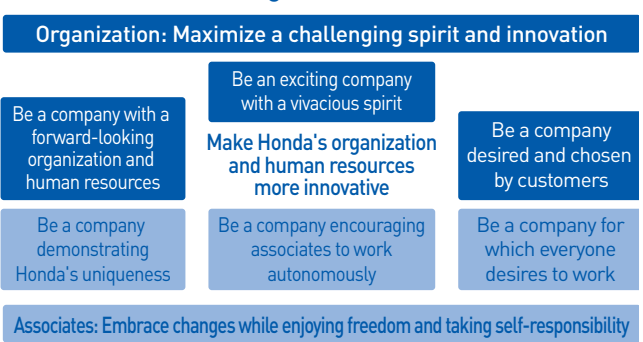 Organization: Maximize a challenging spirit and innovation
Be an exciting company
with a vivacious spirit
Be a company with a
forward-looking
organization and
human resources
Make Honda's organization
and human resources
more innovative
Be a company
desired and chosen
by customers
Be a company
demonstrating
Honda's uniqueness
Be a company encouraging
associates to work
autonomously
Be a company for
which everyone
desires to work
Associates: Embrace changes while enjoying freedom and taking self-responsibility